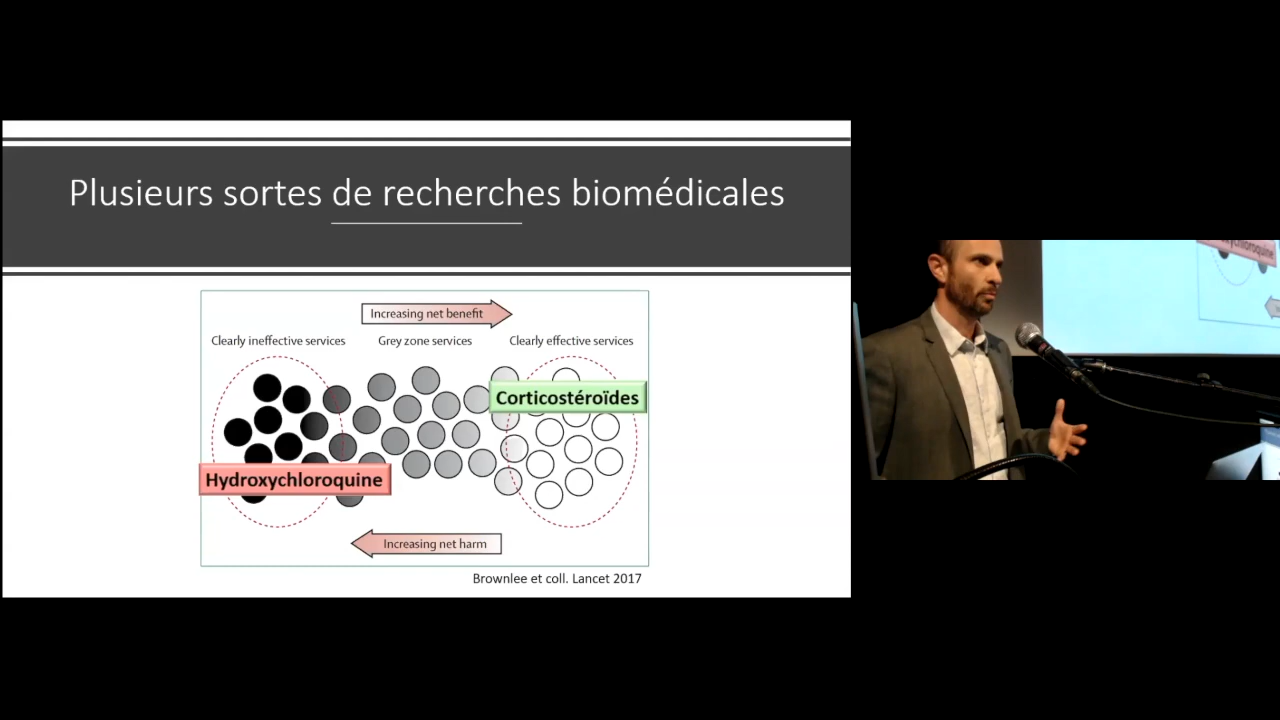 Plusieurs sortes de recherches biomédicales
Increasing net benefit
Clearly ineffective services
Grey zone services
Clearly effective services
Corticostéroïdes
Hydroxychloroquine
Increasing net harm
Brownlee et coll. Lancet 2017